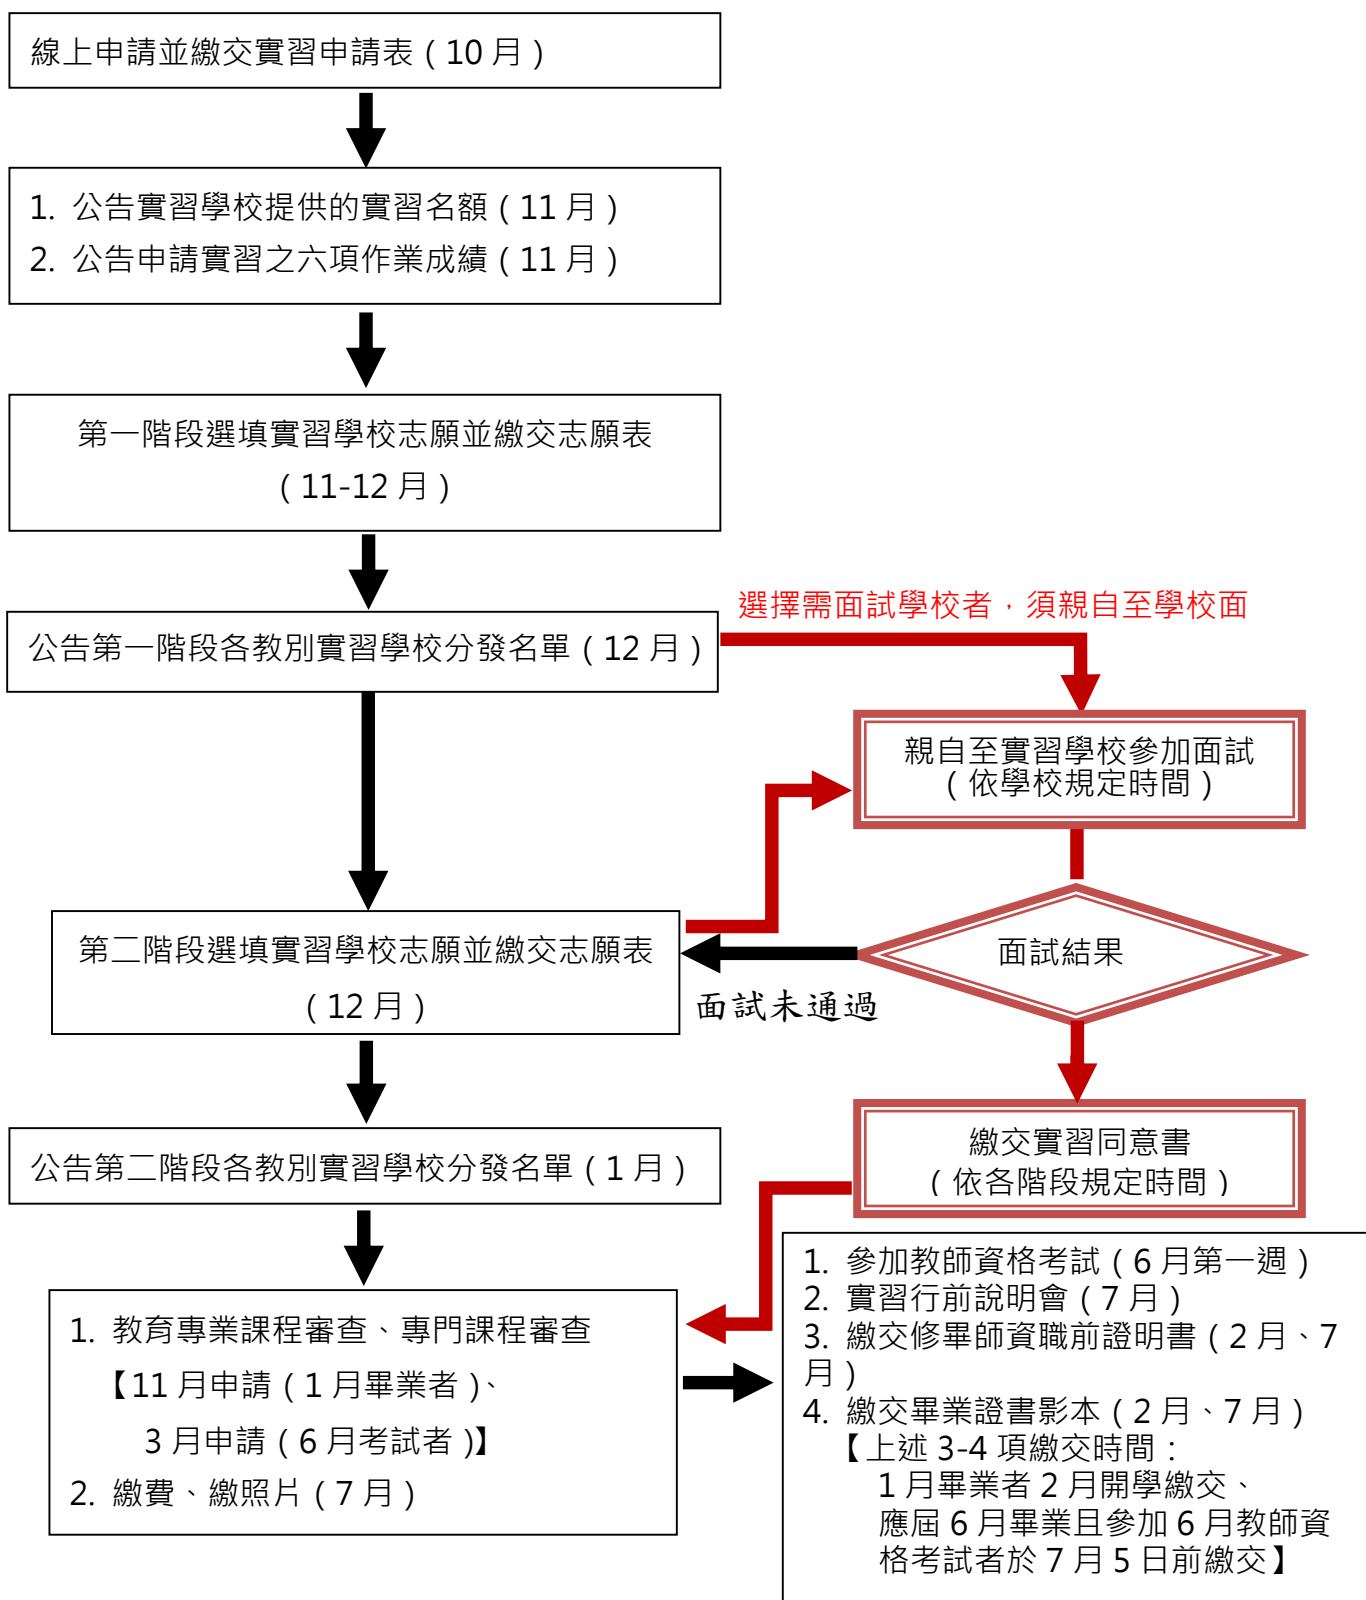 線上申請並繳交實習申請表（10 月）
1. 公告實習學校提供的實習名額（11 月）
2. 公告申請實習之六項作業成績（11 月）
第一階段選填實習學校志願並繳交志願表
（11-12 月）
選擇需面試學校者，須親自至學校面
公告第一階段各教別實習學校分發名單（12 月）
親自至實習學校參加面試
（依學校規定時間）
第二階段選填實習學校志願並繳交志願表
（12 月）
面試結果
面試未通過
公告第二階段各教別實習學校分發名單（1 月）
繳交實習同意書
（依各階段規定時間）
1. 教育專業課程審查、專門課程審查
【11 月申請（1 月畢業者）、
3 月申請（6 月考試者）】
2. 繳費、繳照片（7 月）
1. 參加教師資格考試（6 月第一週）
2. 實習行前說明會（7 月）
3. 繳交修畢師資職前證明書（2 月、7
月）
4. 繳交畢業證書影本（2 月、7 月）
【上述 3-4 項繳交時間：
1 月畢業者 2 月開學繳交、
應屆 6 月畢業且參加 6 月教師資
格考試者於 7 月 5 日前繳交】